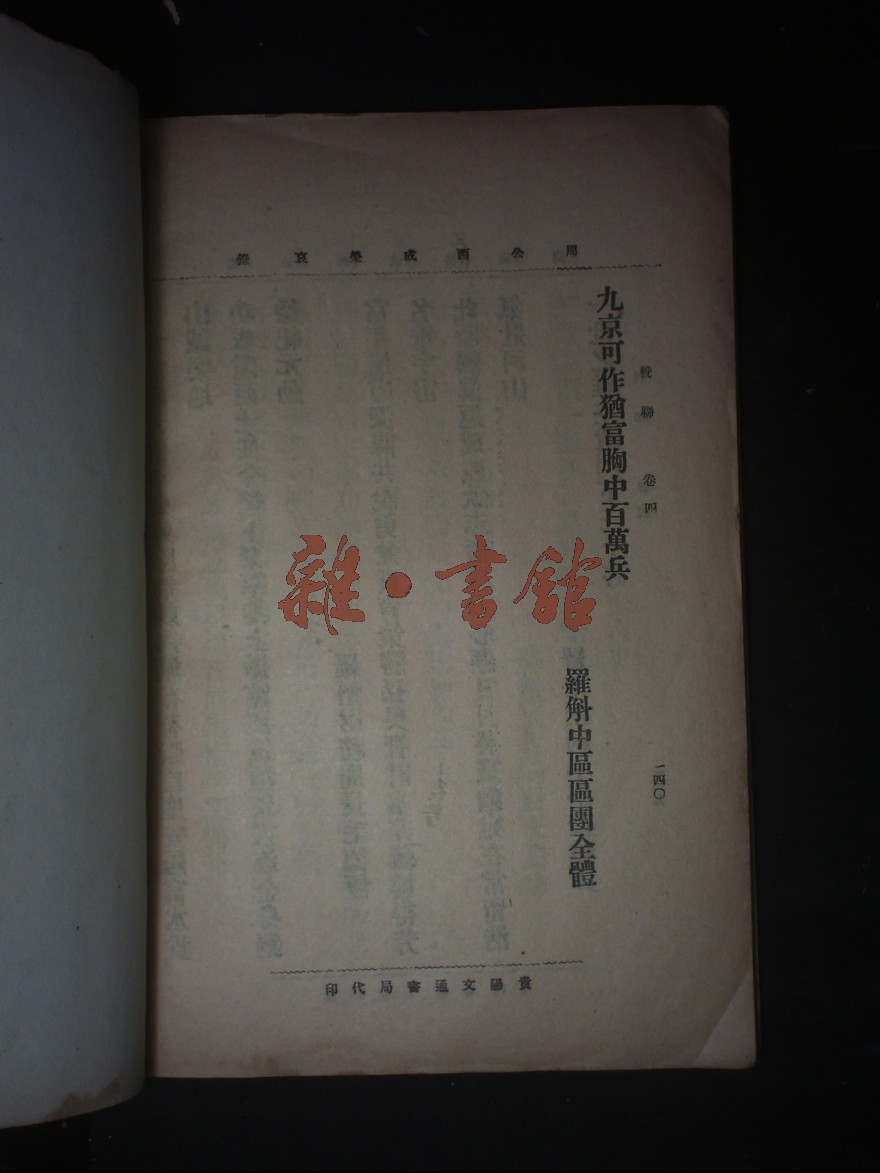 周公西成榮哀錄
輓聯 卷四
二四〇
九京可作猶富胸中百萬兵
羅斛中區區團全體
貴陽文通書局代印
雜·書館